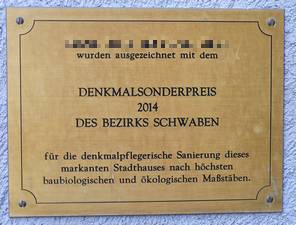 wurden ausgezeichnet mit dem
DENKMALSONDERPREIS
2014
DES BEZIRKS SCHWABEN
für die denkmalpflegerische Sanierung dieses
markanten Stadthauses nach höchsten
baubiologischen und ökologischen Maßstäben.